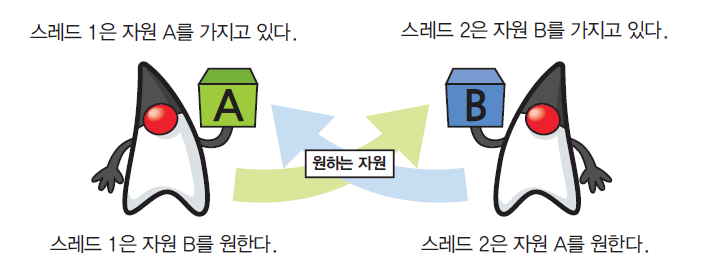 스레드 1은 자원 A를 가지고 있다.
스레드 2은 자원 B를 가지고 있다.
A
B
원하는 자원
스레드 1은 자원 B를 원한다.
스레드 2은 자원 A를 원한다.